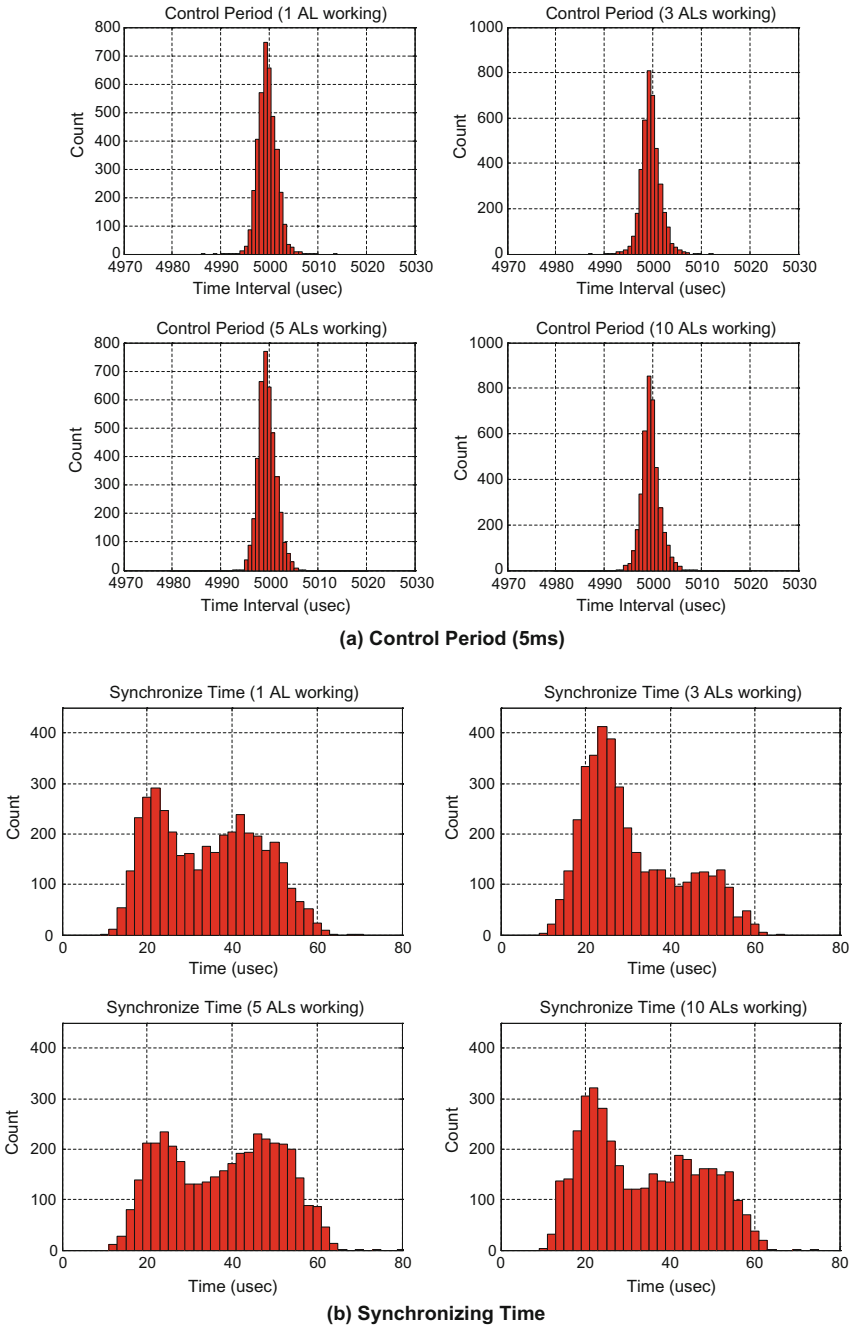 Control Period (1 AL working)
800
700
600
500
400
300
200
100
0
Count
4970 4980 4990 5000 5010 5020 5030
Time Interval (usec)
Control Period (3 ALs working)
1000
800
600
400
200
0
Count
4970 4980 4990 5000 5010 5020 5030
Time Interval (usec)
Control Period (5 ALs working)
800
700
600
500
400
300
200
100
0
Count
4970 4980 4990 5000 5010 5020 5030
Time Interval (usec)
Control Period (10 ALs working)
1000
800
600
400
200
0
Count
4970 4980 4990 5000 5010 5020 5030
Time Interval (usec)
(a) Control Period (5ms)
Synchronize Time (1 AL working)
400
300
200
100
0
Count
0 20 40 60 80
Time (usec)
Synchronize Time (3 ALs working)
400
300
200
100
0
Count
0 20 40 60 80
Time (usec)
Synchronize Time (5 ALs working)
400
300
200
100
0
Count
0 20 40 60 80
Time (usec)
Synchronize Time (10 ALs working)
400
300
200
100
0
Count
0 20 40 60 80
Time (usec)
(b) Synchronizing Time